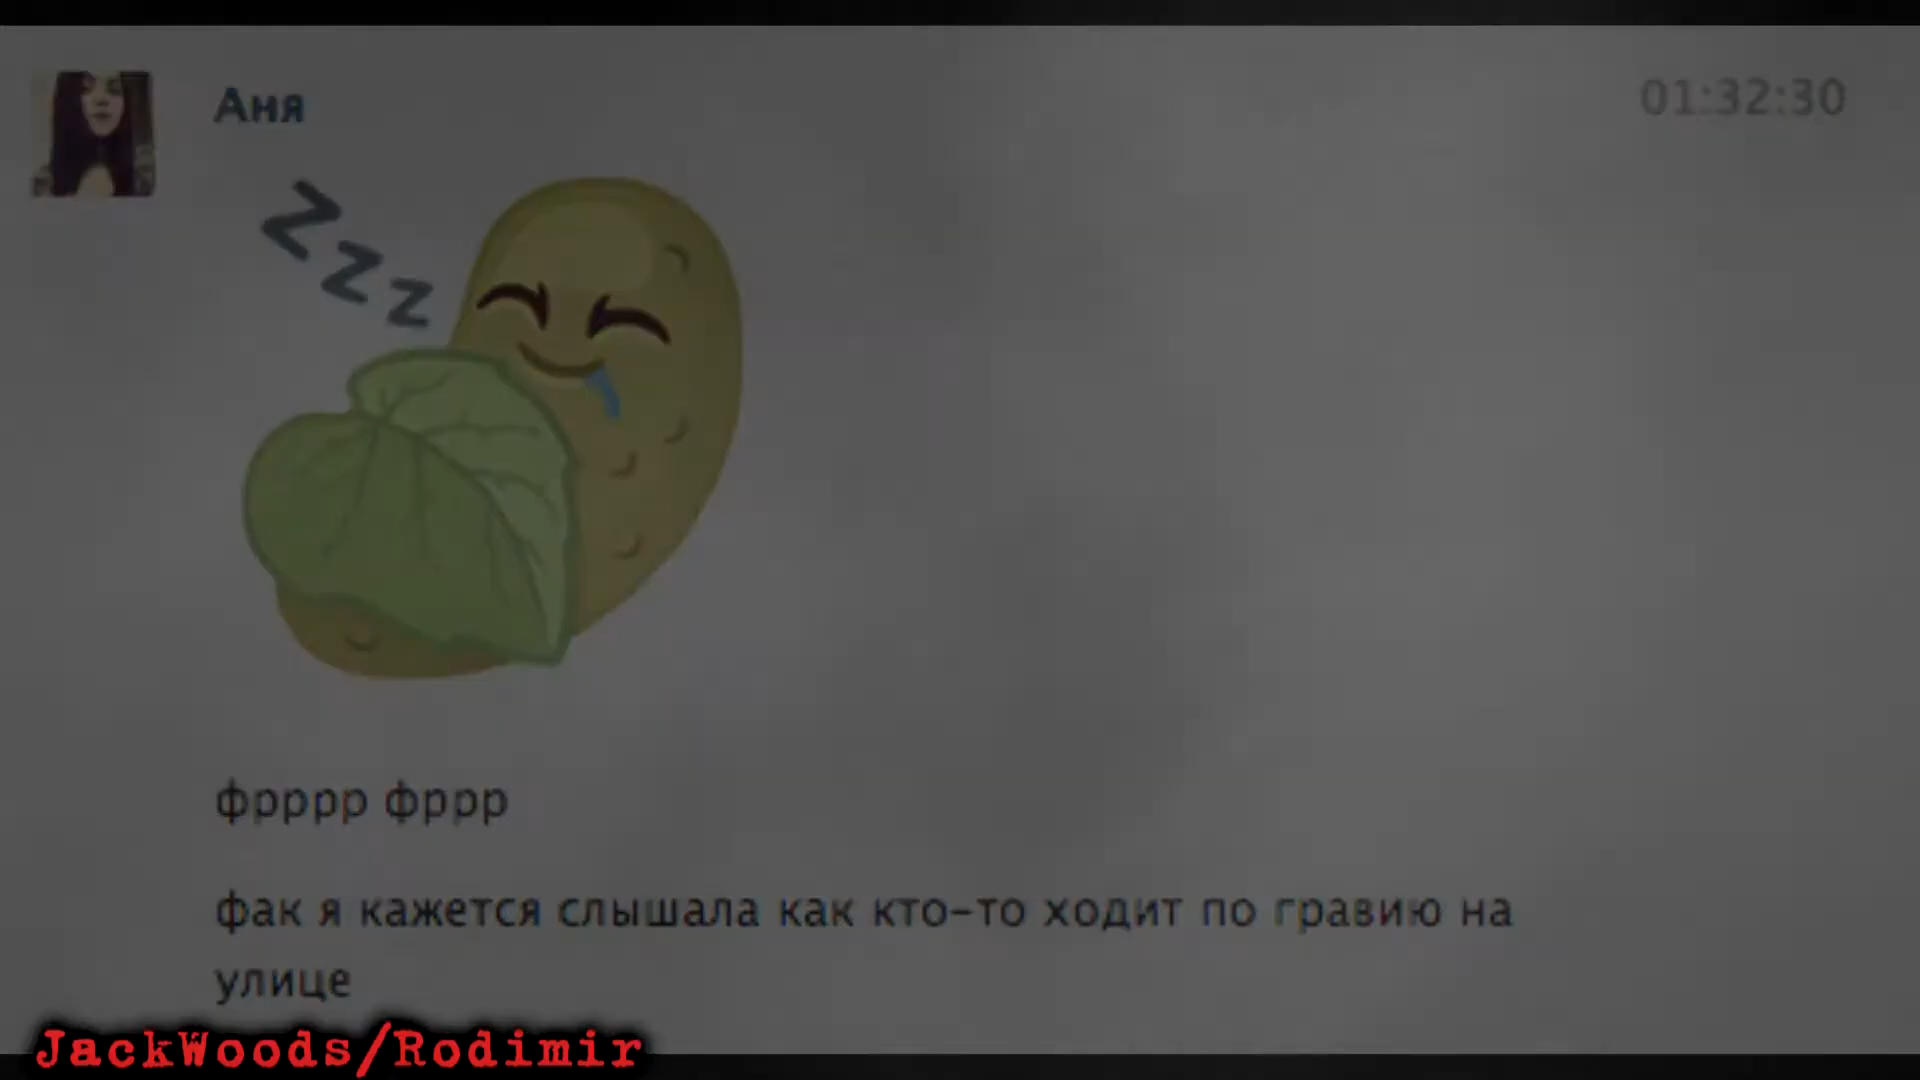 Аня
01:32:30
Zzz
фрррр фррр
фак я кажется слышала как кто-то ходит по гравию на
улице
JackWoods/Rodimir